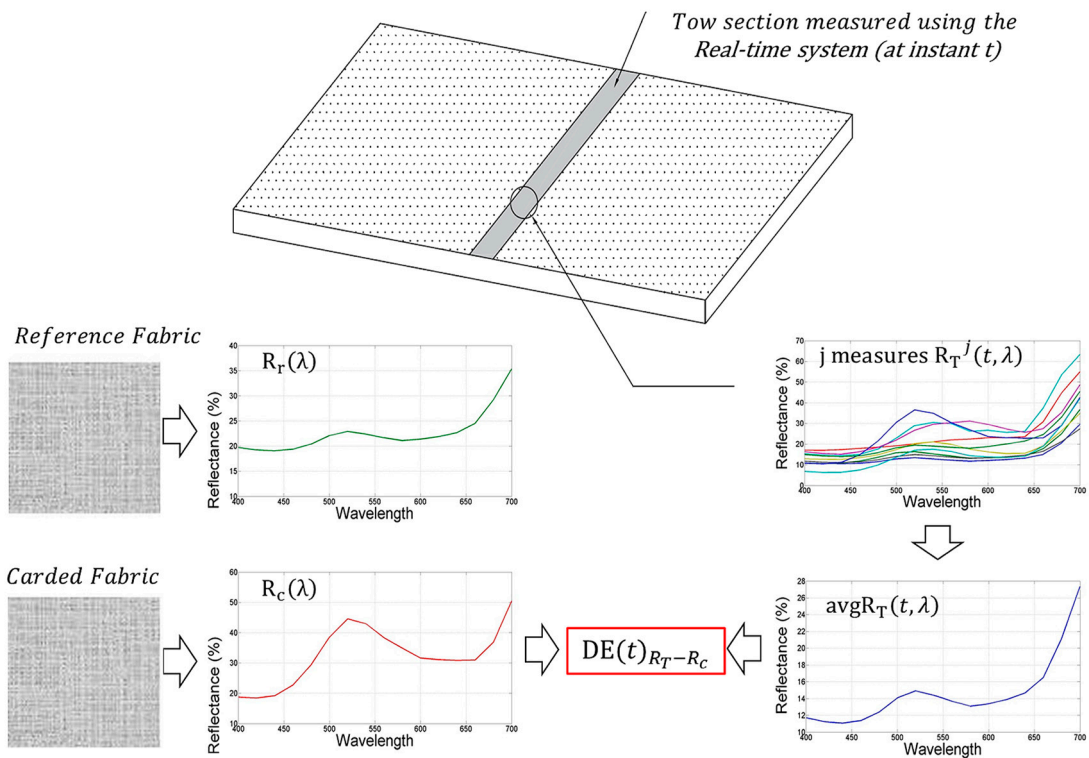 Tow section measured using the
Real-time system (at instant t)
Reference Fabric
R_r(λ)
Reflectance (%)
40
35
30
25
20
15
10
400 450 500 550 600 650 700
Wavelength
j measures R_T^j(t, λ)
Reflectance (%)
70
60
50
40
30
20
10
0
400 450 500 550 600 650 700
Wavelength
Carded Fabric
R_c(λ)
Reflectance (%)
60
50
40
30
20
10
400 450 500 550 600 650 700
Wavelength
DE(t)_{R_T−R_c}
avgR_T(t, λ)
Reflectance (%)
28
26
24
22
20
18
16
14
12
10
400 450 500 550 600 650 700
Wavelength